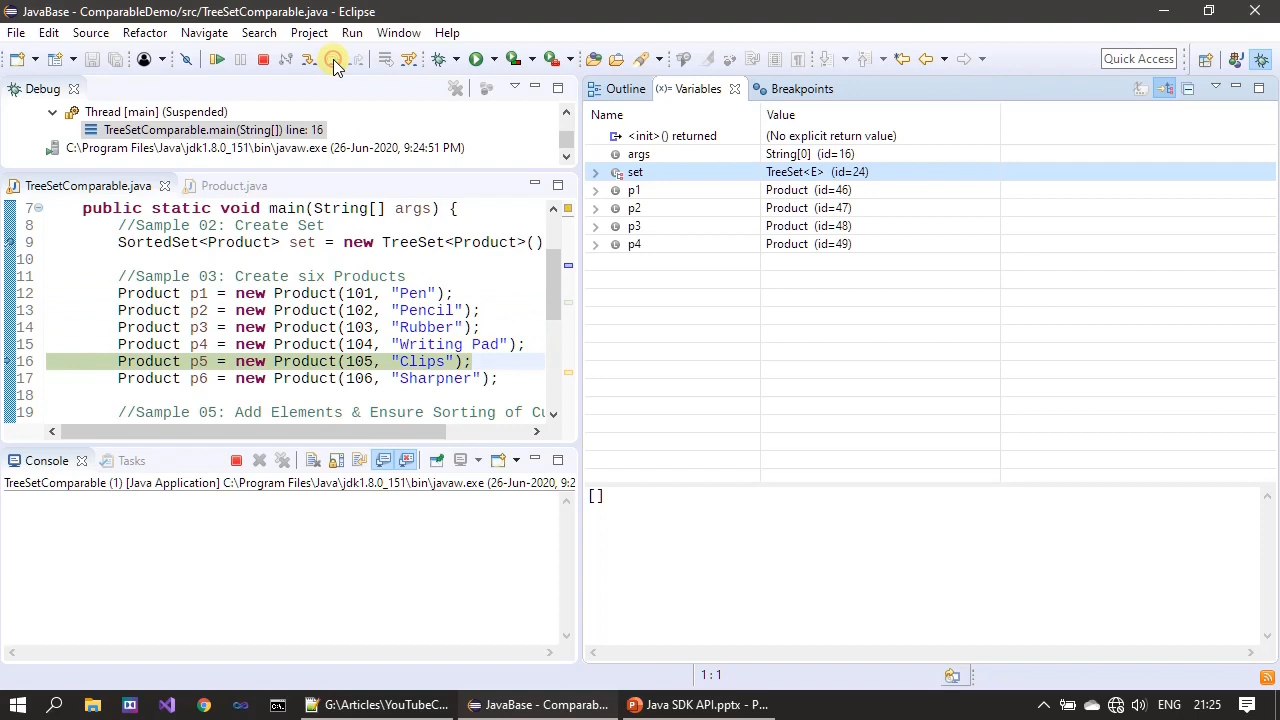 JavaBase - ComparableDemo/src/TreeSetComparable.java - Eclipse
File Edit Source Refactor Navigate Search Project Run Window Help
Quick Access
Debug
Thread [main] (Suspended)
TreeSetComparable.main(String[]) line: 16
C:\Program Files\Java\jdk1.8.0_151\bin\javaw.exe (26-Jun-2020, 9:24:51 PM)
TreeSetComparable.java Product.java
7 public static void main(String[] args) {
8 //Sample 02: Create Set
9 SortedSet<Product> set = new TreeSet<Product>()
10
11 //Sample 03: Create six Products
12 Product p1 = new Product(101, "Pen");
13 Product p2 = new Product(102, "Pencil");
14 Product p3 = new Product(103, "Rubber");
15 Product p4 = new Product(104, "Writing Pad");
16 Product p5 = new Product(105, "Clips");
17 Product p6 = new Product(106, "Sharpner");
18
19 //Sample 05: Add Elements & Ensure Sorting of Cu
Console Tasks
TreeSetComparable (1) [Java Application] C:\Program Files\Java\jdk1.8.0_151\bin\javaw.exe (26-Jun-2020, 9:2
Outline (x)= Variables Breakpoints
Name Value
<init>() returned (No explicit return value)
args String[0] (id=16)
set TreeSet<E> (id=24)
p1 Product (id=46)
p2 Product (id=47)
p3 Product (id=48)
p4 Product (id=49)
[]
1 : 1
G:\Articles\YouTubeC... JavaBase - Comparab... Java SDK API.pptx - P... 21:25